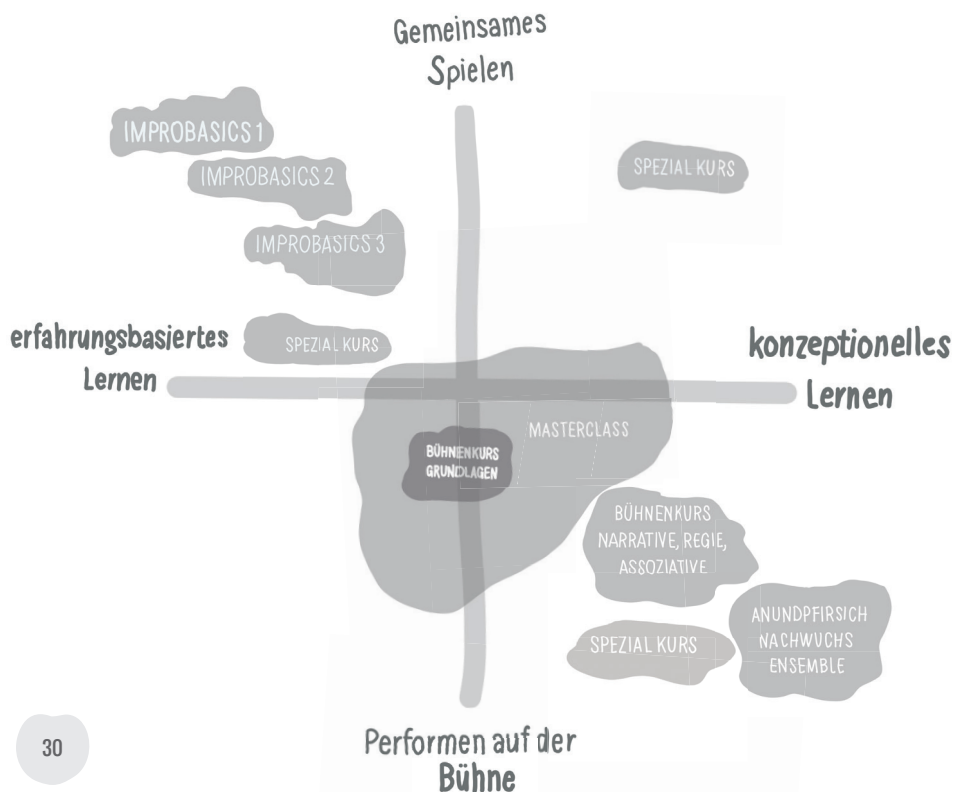 Gemeinsames
Spielen
IMPROBASICS 1
IMPROBASICS 2
IMPROBASICS 3
SPEZIAL KURS
SPEZIAL KURS
erfahrungsbasiertes
Lernen
konzeptionelles
Lernen
MASTERCLASS
BÜHNENKURS
GRUNDLAGEN
BÜHNENKURS
NARRATIVE, REGIE,
ASSOZIATIVE
SPEZIAL KURS
ANUNDPFIRSICH
NACHWUCHS
ENSEMBLE
Performen auf der
Bühne
30